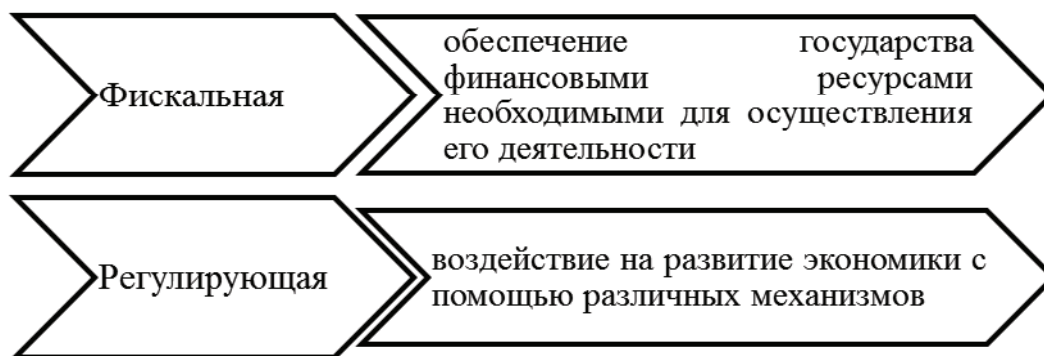 Фискальная
обеспечение государства
финансовыми ресурсами
необходимыми для осуществления
его деятельности
Регулирующая
воздействие на развитие экономики с
помощью различных механизмов